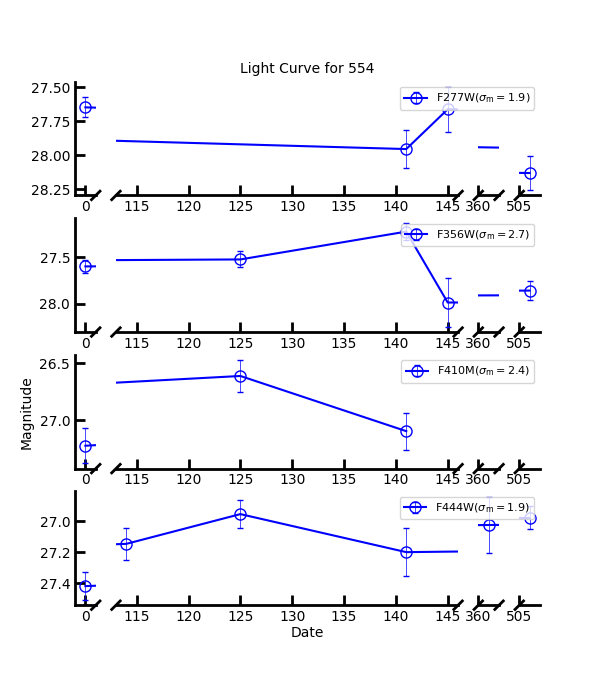 Light Curve for 554
27.50
27.75
28.00
28.25
F277W(σm = 1.9)
0 115 120 125 130 135 140 145 360 505
27.5
28.0
F356W(σm = 2.7)
0 115 120 125 130 135 140 145 360 505
Magnitude
26.5
27.0
F410M(σm = 2.4)
0 115 120 125 130 135 140 145 360 505
27.0
27.2
27.4
F444W(σm = 1.9)
0 115 120 125 130 135 140 145 360 505
Date